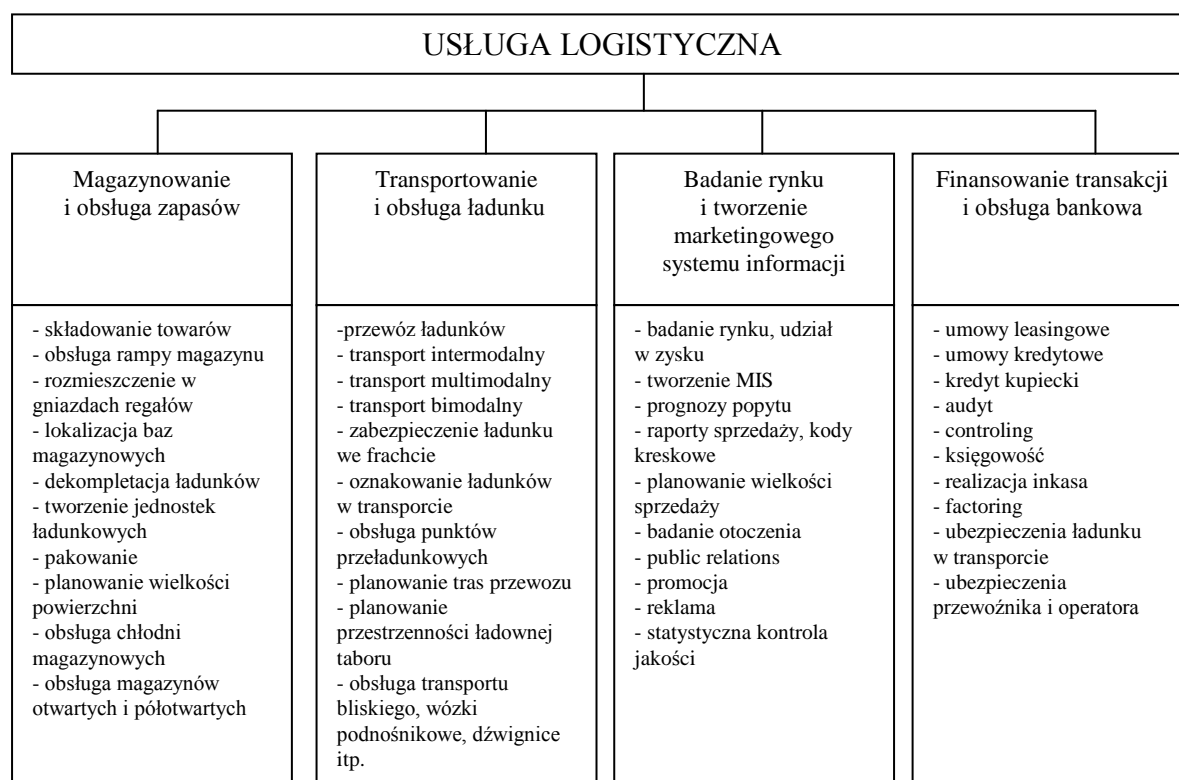 USŁUGA LOGISTYCZNA
Magazynowanie
i obsługa zapasów
- składowanie towarów
- obsługa rampy magazynu
- rozmieszczenie w
gniazdach regałów
- lokalizacja baz
magazynowych
- dekompletacja ładunków
- tworzenie jednostek
ładunkowych
- pakowanie
- planowanie wielkości
powierzchni
- obsługa chłodni
magazynowych
- obsługa magazynów
otwartych i półotwartych
Transportowanie
i obsługa ładunku
-przewóz ładunków
- transport intermodalny
- transport multimodalny
- transport bimodalny
- zabezpieczenie ładunku
we frachcie
- oznakowanie ładunków
w transporcie
- obsługa punktów
przeładunkowych
- planowanie tras przewozu
- planowanie
przestrzenności ładownej
taboru
- obsługa transportu
bliskiego, wózki
podnośnikowe, dźwignice
itp.
Badanie rynku
i tworzenie
marketingowego
systemu informacji
- badanie rynku, udział
w zysku
- tworzenie MIS
- prognozy popytu
- raporty sprzedaży, kody
kreskowe
- planowanie wielkości
sprzedaży
- badanie otoczenia
- public relations
- promocja
- reklama
- statystyczna kontrola
jakości
Finansowanie transakcji
i obsługa bankowa
- umowy leasingowe
- umowy kredytowe
- kredyt kupiecki
- audyt
- controling
- księgowość
- realizacja inkasa
- factoring
- ubezpieczenia ładunku
w transporcie
- ubezpieczenia
przewoźnika i operatora